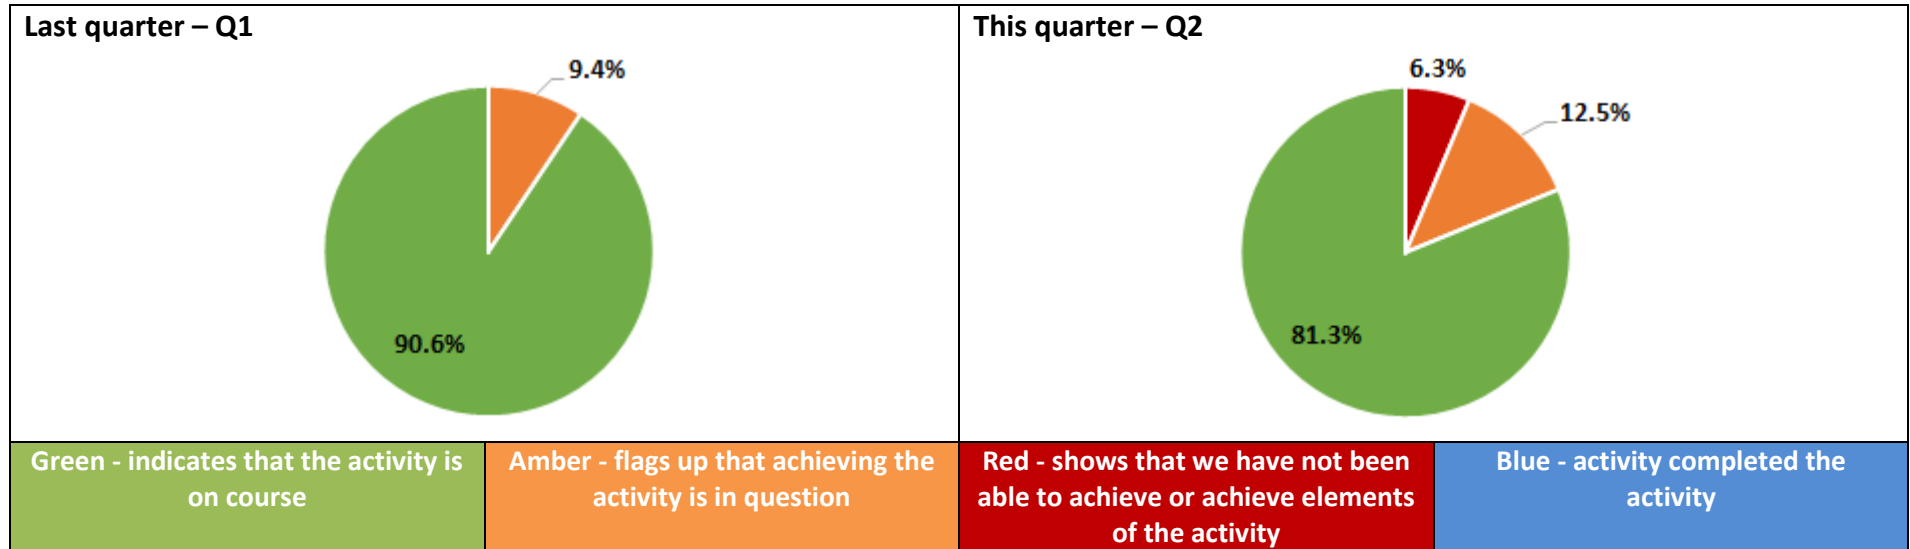 Last quarter – Q1
9.4%
90.6%
This quarter – Q2
6.3%
12.5%
81.3%
Green - indicates that the activity is
on course
Amber - flags up that achieving the
activity is in question
Red - shows that we have not been
able to achieve or achieve elements
of the activity
Blue - activity completed the
activity